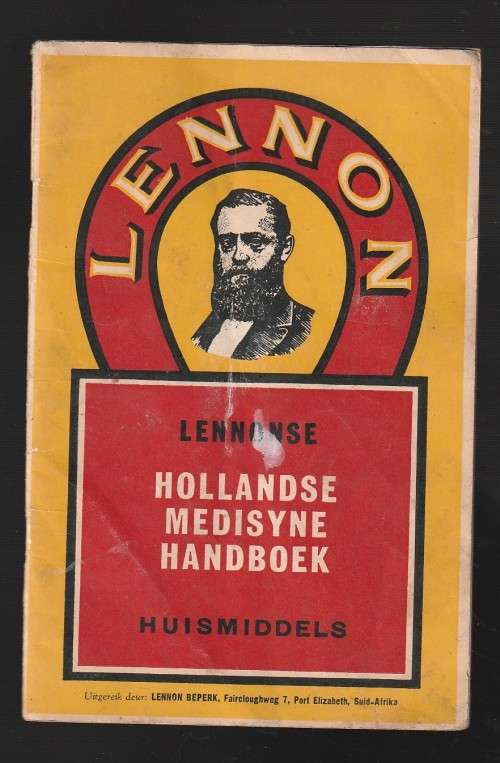 LENNON
LENNONSE
HOLLANDSE
MEDISYNE
HANDBOEK
HUISMIDDELS
Uitgereik deur: LENNON BEPERK, Faircloughweg 7, Port Elizabeth, Suid-Afrika